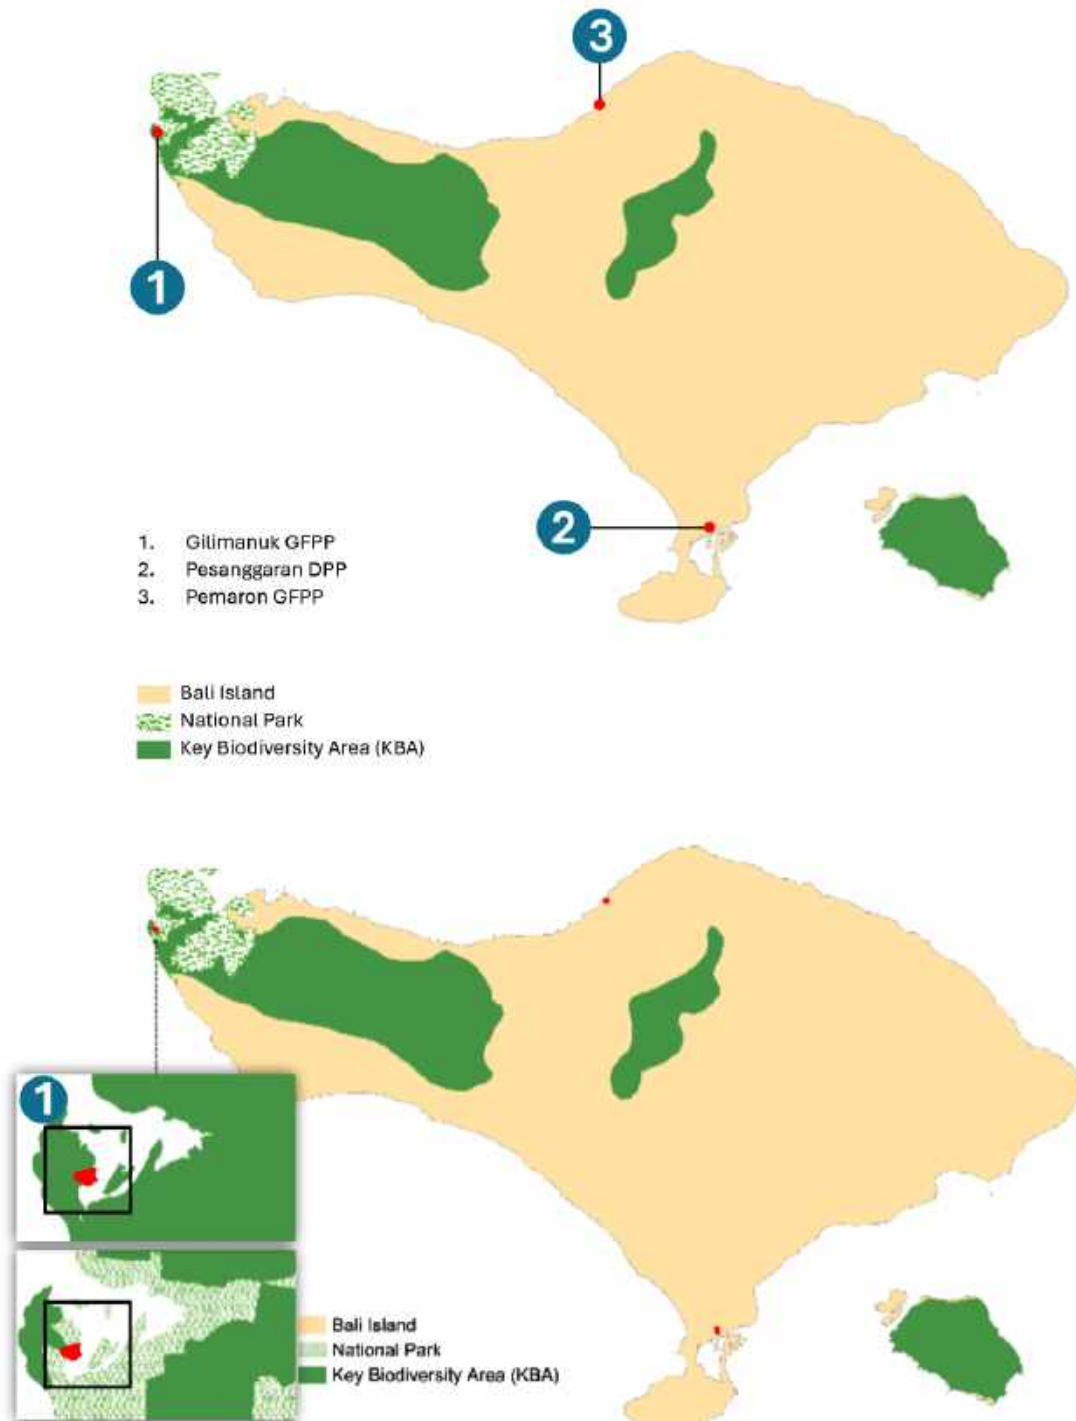 3
1
2
1. Gilimanuk GFPP
2. Pesanggaran DPP
3. Pemaron GFPP
Bali Island
National Park
Key Biodiversity Area (KBA)
1
Bali Island
National Park
Key Biodiversity Area (KBA)